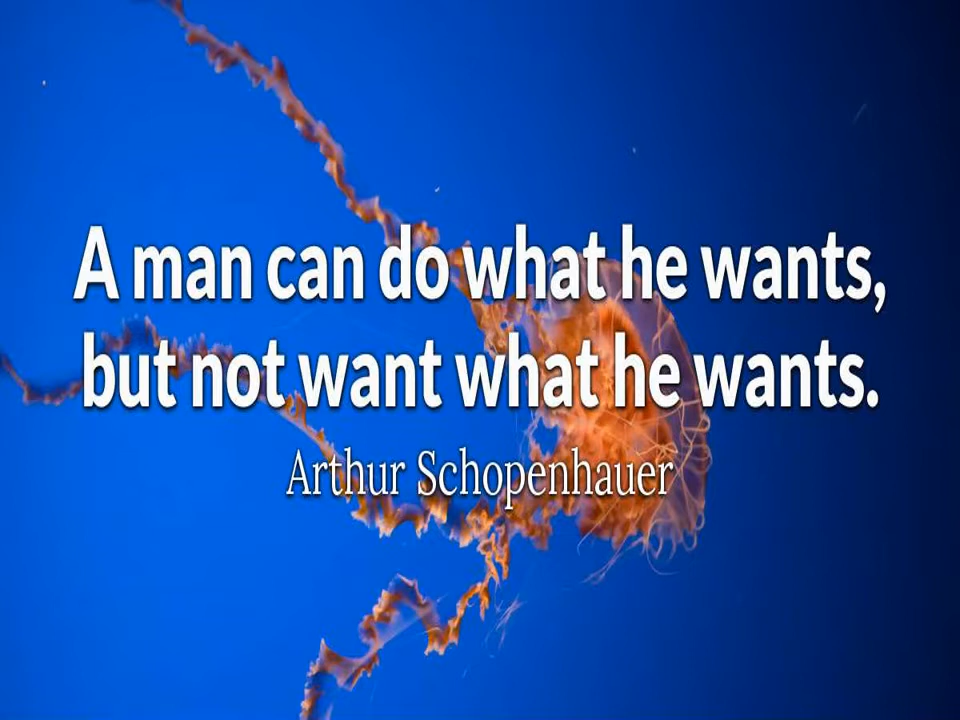 A man can do what he wants,
but not want what he wants.
Arthur Schopenhauer